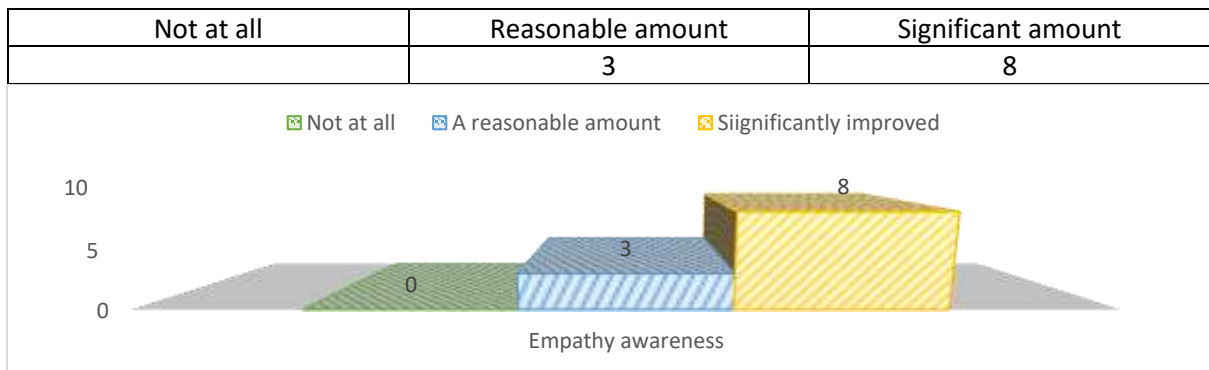 Not at all Reasonable amount Significant amount
3 8
Not at all A reasonable amount Siignificantly improved
10
8
5
3
0
0
Empathy awareness